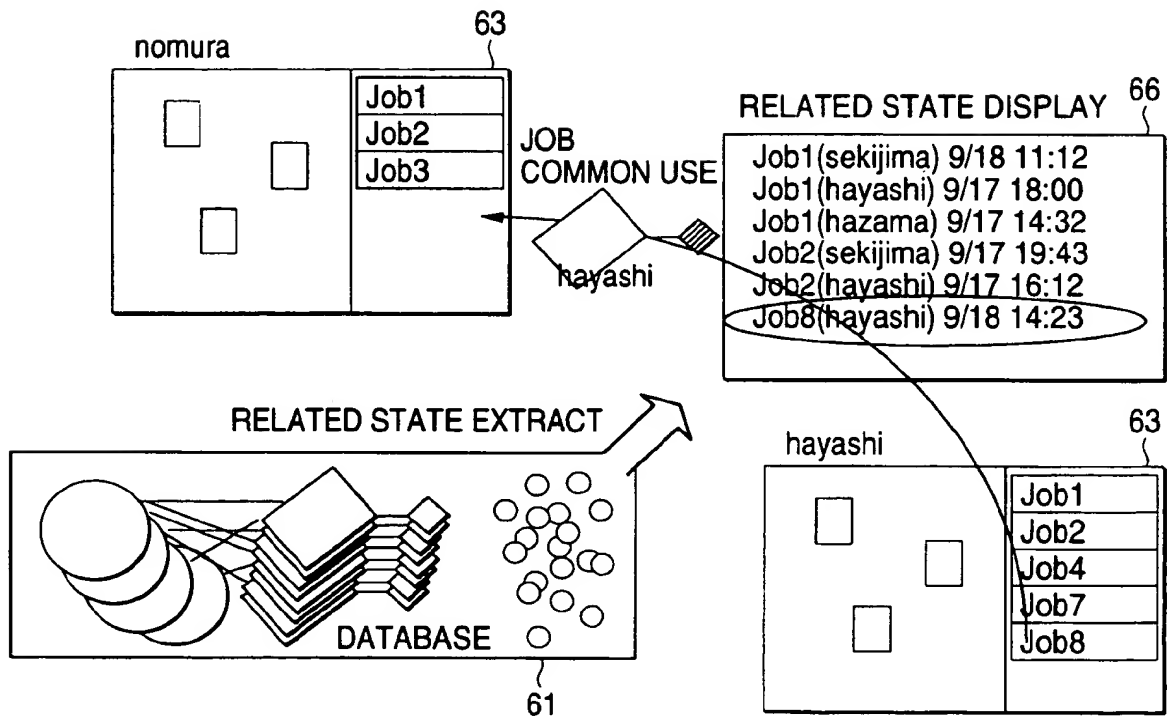 nomura
63
Job1
Job2
Job3
JOB
COMMON USE
hayashi
RELATED STATE DISPLAY
66
Job1(sekijima) 9/18 11:12
Job1(hayashi) 9/17 18:00
Job1(hazama) 9/17 14:32
Job2(sekijima) 9/17 19:43
Job2(hayashi) 9/17 16:12
Job8(hayashi) 9/18 14:23
RELATED STATE EXTRACT
DATABASE
61
hayashi
63
Job1
Job2
Job4
Job7
Job8